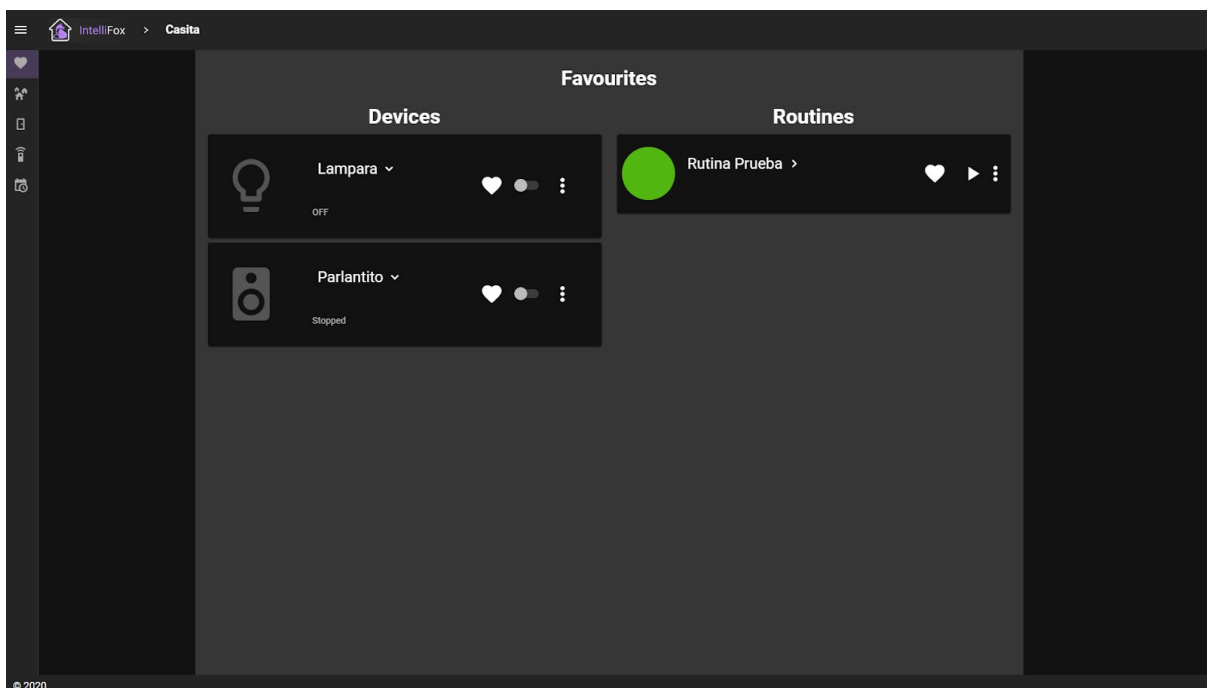 IntelliFox > Casita
Favourites
Devices
Routines
Lampara
OFF
Parlantito
Stopped
Rutina Prueba
© 2020